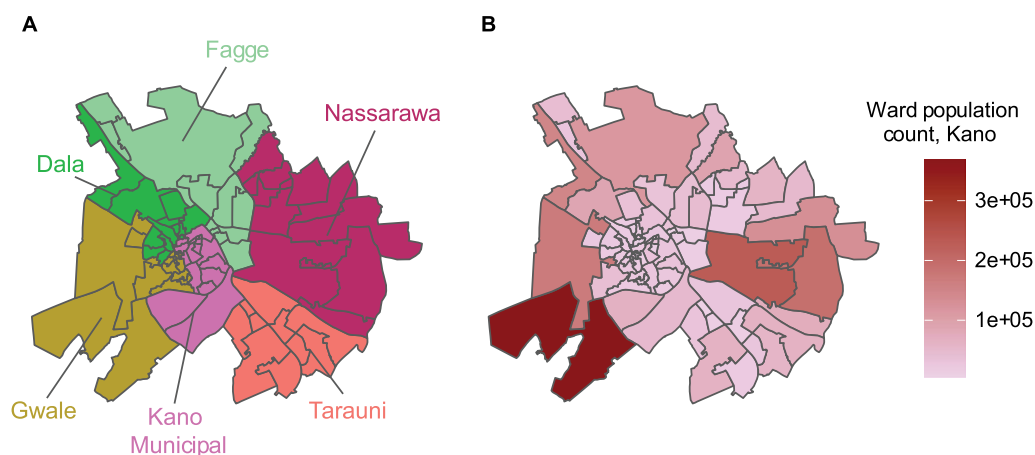 A
B
Fagge
Nassarawa
Dala
Gwale
Kano
Municipal
Tarauni
Ward population
count, Kano
3e+05
2e+05
1e+05